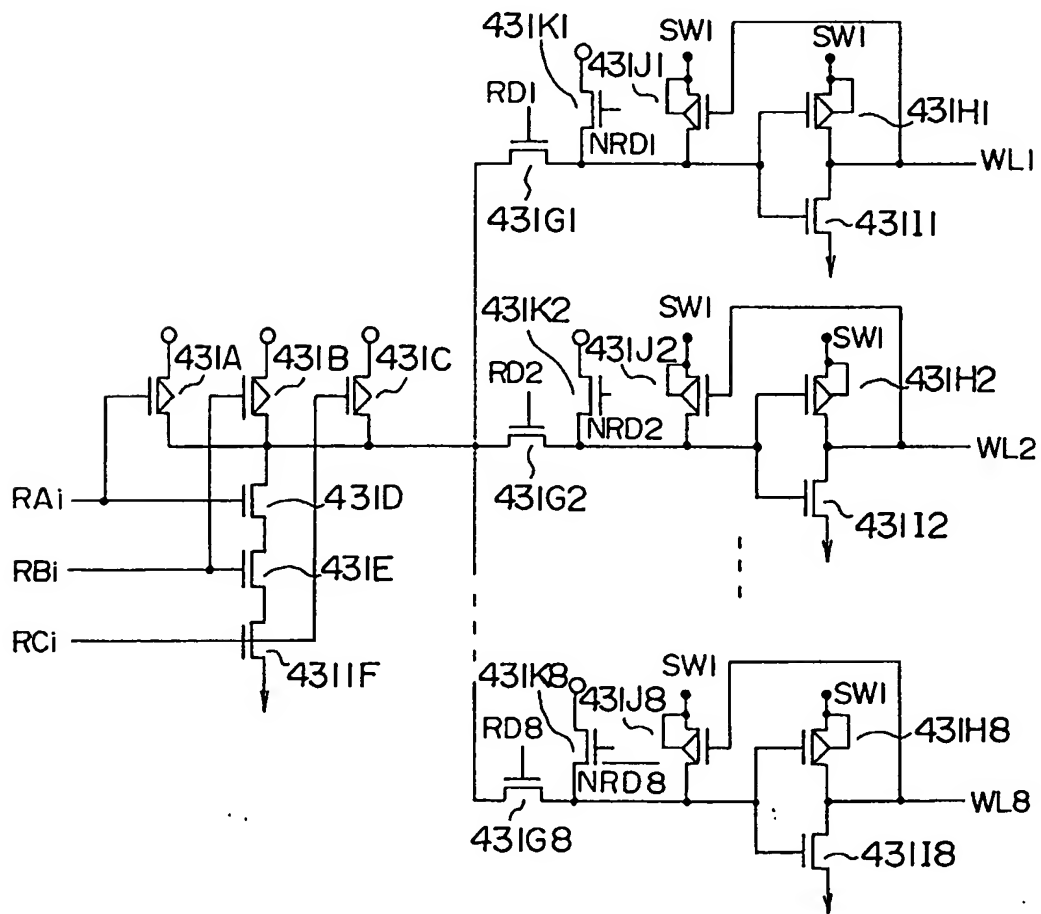 431K1
SW1
SW1
431J1
RD1
431H1
NRD1
WL1
431G1
431I1
431K2
SW1
SW1
431J2
431A
431B
431C
RD2
431H2
NRD2
WL2
431G2
RAi
431D
431I2
RBi
431E
RCi
431K8
SW1
SW1
4311F
431J8
RD8
431H8
NRD8
WL8
431G8
431I8